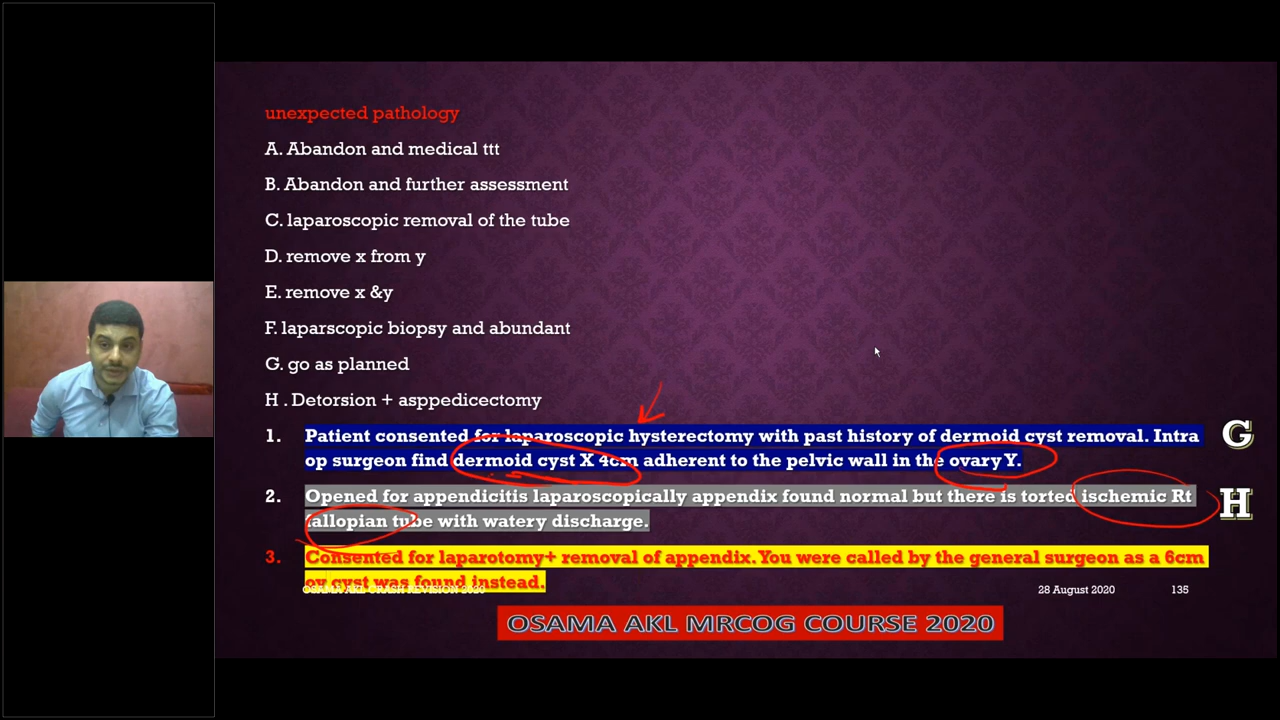 unexpected pathology
A. Abandon and medical ttt
B. Abandon and further assessment
C. laparoscopic removal of the tube
D. remove x from y
E. remove x &y
F. laparscopic biopsy and abundant
G. go as planned
H . Detorsion + asppedicectomy
1. Patient consented for laparoscopic hysterectomy with past history of dermoid cyst removal. Intra
op surgeon find dermoid cyst X 4cm adherent to the pelvic wall in the ovary Y.
G
2. Opened for appendicitis laparoscopically appendix found normal but there is torted ischemic Rt
fallopian tube with watery discharge.
H
3. Consented for laparotomy+ removal of appendix. You were called by the general surgeon as a 6cm
ov cyst was found instead.
OSAMA AKL CRASH REVISION 2020
28 August 2020
135
OSAMA AKL MRCOG COURSE 2020